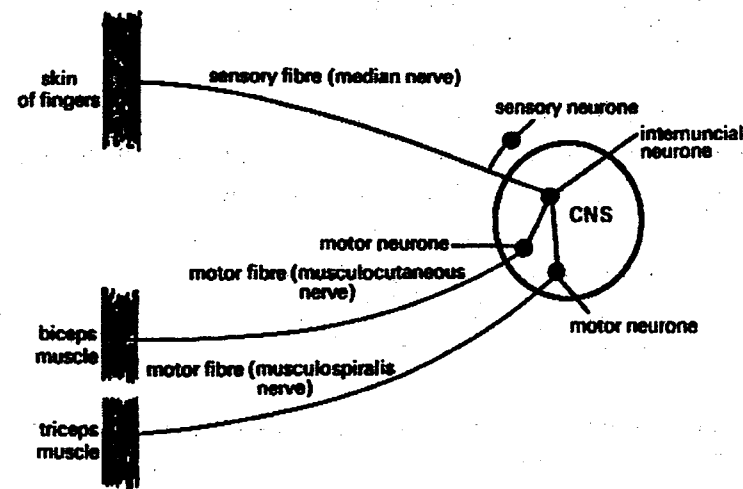 skin
of fingers
sensory fibre (median nerve)
sensory neurone
internuncial
neurone
CNS
motor neurone
motor fibre (musculocutaneous
nerve)
motor neurone
biceps
muscle
motor fibre (musculospiralis
nerve)
triceps
muscle